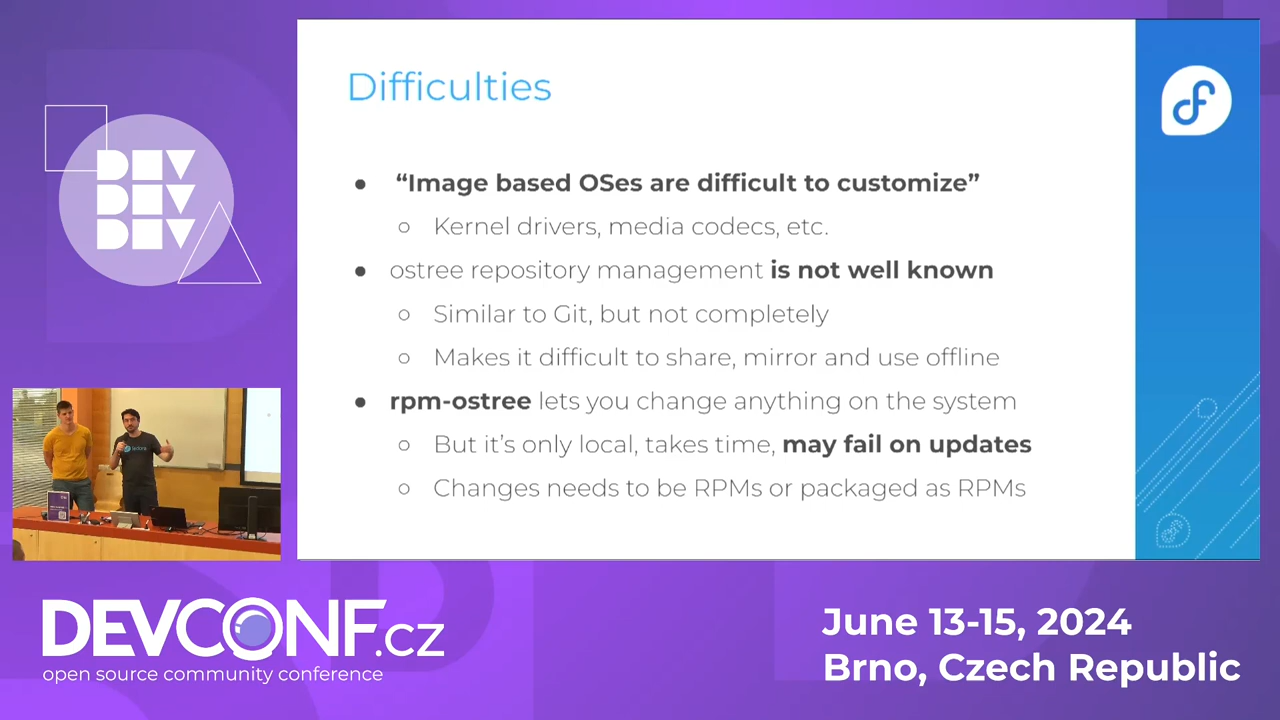 DEV
DEV
DEV
Difficulties
● “Image based OSes are difficult to customize”
○ Kernel drivers, media codecs, etc.
● ostree repository management is not well known
○ Similar to Git, but not completely
○ Makes it difficult to share, mirror and use offline
● rpm-ostree lets you change anything on the system
○ But it’s only local, takes time, may fail on updates
○ Changes needs to be RPMs or packaged as RPMs
DEVCONF.cz
open source community conference
June 13-15, 2024
Brno, Czech Republic